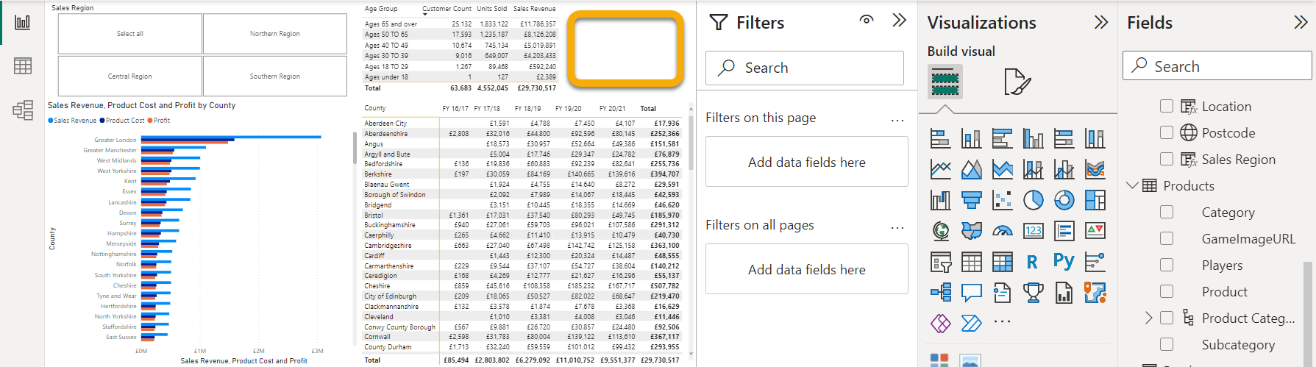 Sales Region
Select all
Northern Region
Central Region
Southern Region
Sales Revenue, Product Cost and Profit by County
Sales Revenue Product Cost Profit
Greater London
Greater Manchester
West Midlands
West Yorkshire
Kent
Essex
Lancashire
Devon
Surrey
Hampshire
Merseyside
Nottinghamshire
Norfolk
South Yorkshire
Cheshire
Tyne and Wear
Hertfordshire
North Yorkshire
Staffordshire
East Sussex
County
£0M £1M £2M £3M
Sales Revenue, Product Cost and Profit
Age Group Customer Count Units Sold Sales Revenue
Ages 65 and over 25,132 1,833,122 £11,786,357
Ages 50 TO 65 17,593 1,235,187 £8,126,208
Ages 40 TO 49 10,674 745,134 £5,019,891
Ages 30 TO 39 9,016 649,007 £4,203,433
Ages 18 TO 29 1,267 89,468 £592,240
Ages under 18 1 127 £2,389
Total 63,683 4,552,045 £29,730,517
County FY 16/17 FY 17/18 FY 18/19 FY 19/20 FY 20/21 Total
Aberdeen City £1,591 £4,788 £7,450 £4,107 £17,936
Aberdeenshire £2,808 £32,016 £44,800 £92,596 £80,145 £252,366
Angus £18,573 £30,957 £52,664 £49,386 £151,581
Argyll and Bute £5,004 £17,746 £29,347 £24,782 £76,879
Bedfordshire £136 £19,836 £60,883 £92,239 £82,641 £255,736
Berkshire £197 £30,059 £84,169 £140,665 £139,616 £394,707
Blaenau Gwent £1,924 £4,755 £14,640 £8,272 £29,591
Borough of Swindon £2,092 £7,989 £14,067 £18,445 £42,593
Bridgend £3,151 £10,445 £18,355 £14,669 £46,620
Bristol £1,361 £17,031 £37,540 £80,293 £49,745 £185,970
Buckinghamshire £940 £27,061 £59,703 £96,021 £107,586 £291,312
Caerphilly £265 £4,662 £11,410 £13,915 £10,479 £40,730
Cambridgeshire £663 £27,040 £67,498 £142,742 £125,158 £363,100
Cardiff £1,443 £12,300 £20,324 £14,487 £48,555
Carmarthenshire £229 £9,544 £37,107 £54,727 £38,604 £140,212
Ceredigion £168 £4,269 £12,777 £21,627 £16,296 £55,137
Cheshire £859 £45,616 £108,358 £185,232 £167,717 £507,782
City of Edinburgh £209 £18,065 £50,527 £82,022 £68,647 £219,470
Clackmannanshire £132 £3,578 £1,874 £7,678 £3,368 £16,629
Cleveland £1,010 £3,381 £4,008 £3,046 £11,446
Conwy County Borough £567 £9,881 £26,720 £30,857 £24,480 £92,506
Cornwall £2,598 £31,783 £80,004 £139,122 £113,610 £367,117
County Durham £1,713 £32,240 £59,559 £101,012 £99,432 £293,955
Total £85,494 £2,803,802 £6,279,092 £11,010,752 £9,551,377 £29,730,517
Filters
Search
Filters on this page ...
Add data fields here
Filters on all pages ...
Add data fields here
Visualizations
Build visual
123
R Py
...
Fields
Search
Location
Postcode
Sales Region
Products
Category
GameImageURL
Players
Product
Product Categ...
Subcategory